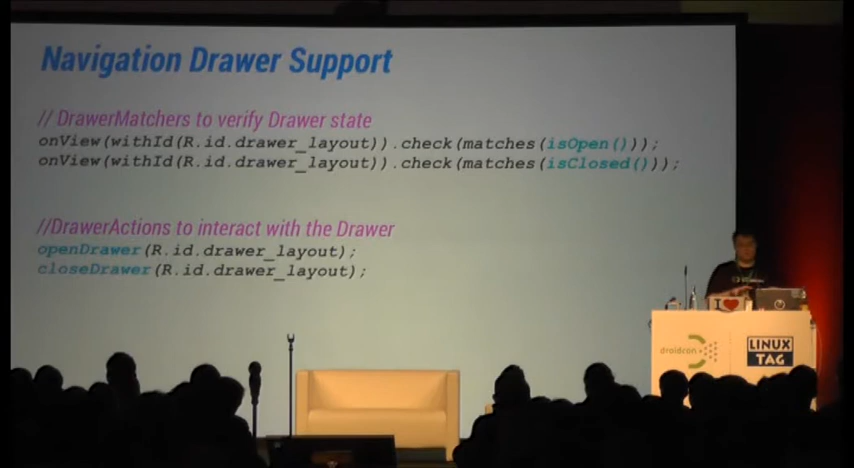 Navigation Drawer Support
// DrawerMatchers to verify Drawer state
onView(withId(R.id.drawer_layout)).check(matches(isOpen()));
onView(withId(R.id.drawer_layout)).check(matches(isClosed()));
//DrawerActions to interact with the Drawer
openDrawer(R.id.drawer_layout);
closeDrawer(R.id.drawer_layout);
I ❤
droidcon
LINUX
TAG